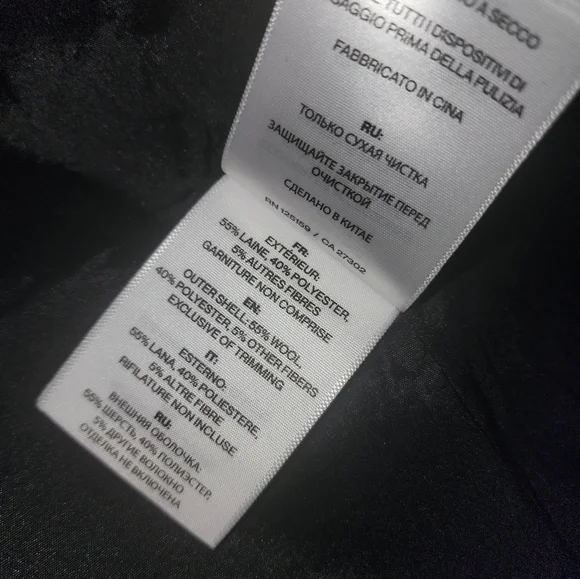 A SECCO
TUTTI I DISPOSITIVI DI
PRIMA DELLA PULIZIA
FABBRICATO IN CINA
RU:
ТОЛЬКО СУХАЯ ЧИСТКА
ЗАЩИЩАЙТЕ ЗАКРЫТИЕ ПЕРЕД
ОЧИСТКОЙ
СДЕЛАНО В КИТАЕ
RN 125159 / CA 27302
FR:
EXTÉRIEUR:
55% LAINE, 40% POLYESTER,
5% AUTRES FIBRES
GARNITURE NON COMPRISE
EN:
OUTER SHELL: 55% WOOL,
40% POLYESTER, 5% OTHER FIBERS
EXCLUSIVE OF TRIMMING
IT:
ESTERNO:
55% LANA, 40% POLIESTERE,
5% ALTRE FIBRE
RIFILATURE NON INCLUSE
RU:
ВНЕШНЯЯ ОБОЛОЧКА:
55% ШЕРСТЬ, 40% ПОЛИЭСТЕР,
5% ДРУГИЕ ВОЛОКНО
ОТДЕЛКА НЕ ВКЛЮЧЕНА